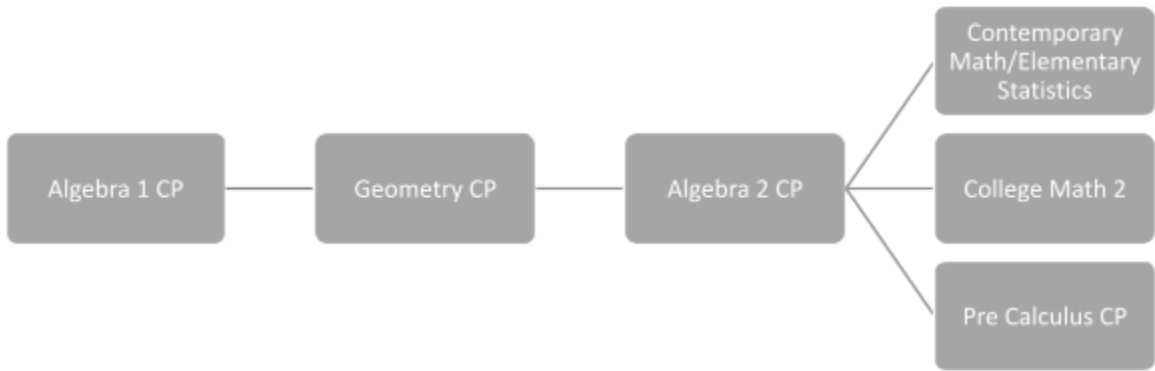 Algebra 1 CP
Geometry CP
Algebra 2 CP
Contemporary
Math/Elementary
Statistics
College Math 2
Pre Calculus CP